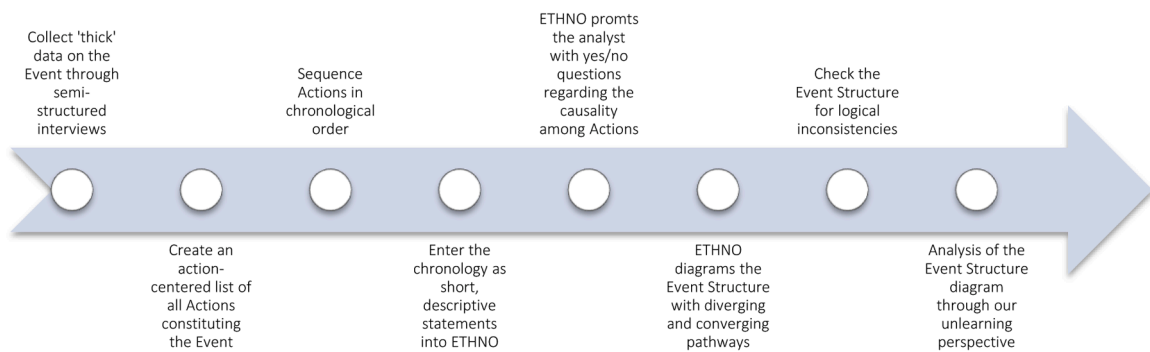 Collect 'thick'
data on the
Event through
semi-
structured
interviews
Create an
action-
centered list of
all Actions
constituting
the Event
Sequence
Actions in
chronological
order
Enter the
chronology as
short,
descriptive
statements
into ETHNO
ETHNO promts
the analyst
with yes/no
questions
regarding the
causality
among Actions
ETHNO
diagrams the
Event Structure
with diverging
and converging
pathways
Check the
Event Structure
for logical
inconsistencies
Analysis of the
Event Structure
diagram
through our
unlearning
perspective